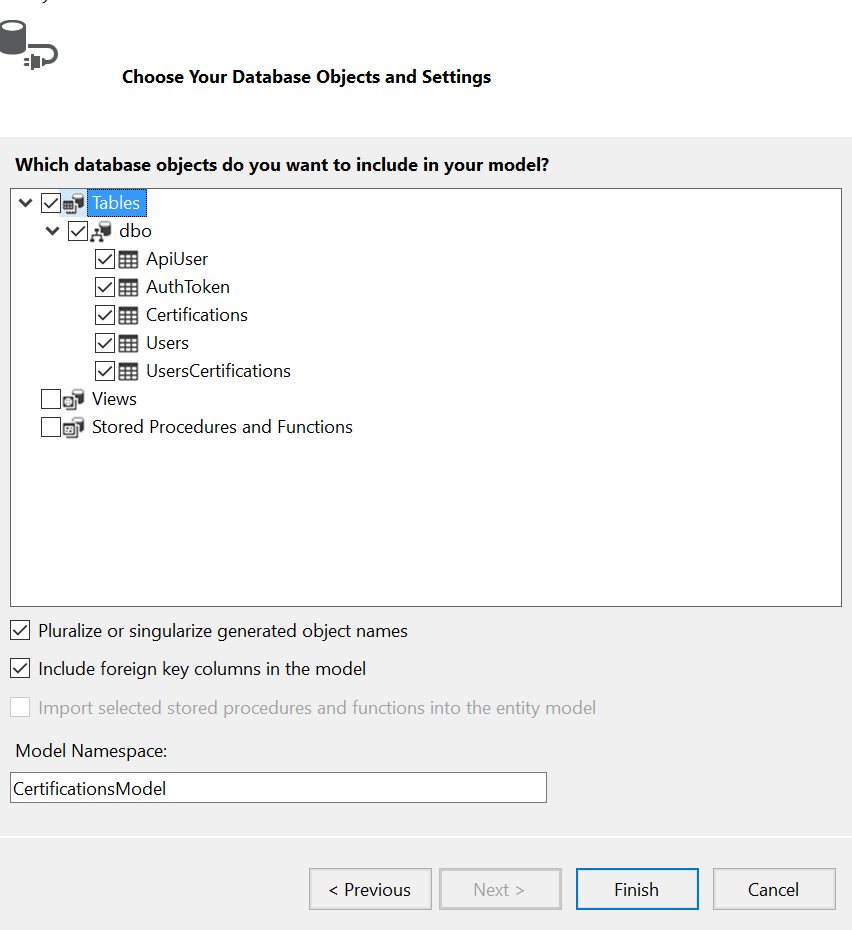 Choose Your Database Objects and Settings
Which database objects do you want to include in your model?
Tables
dbo
ApiUser
AuthToken
Certifications
Users
UsersCertifications
Views
Stored Procedures and Functions
Pluralize or singularize generated object names
Include foreign key columns in the model
Import selected stored procedures and functions into the entity model
Model Namespace:
CertificationsModel
< Previous
Next >
Finish
Cancel